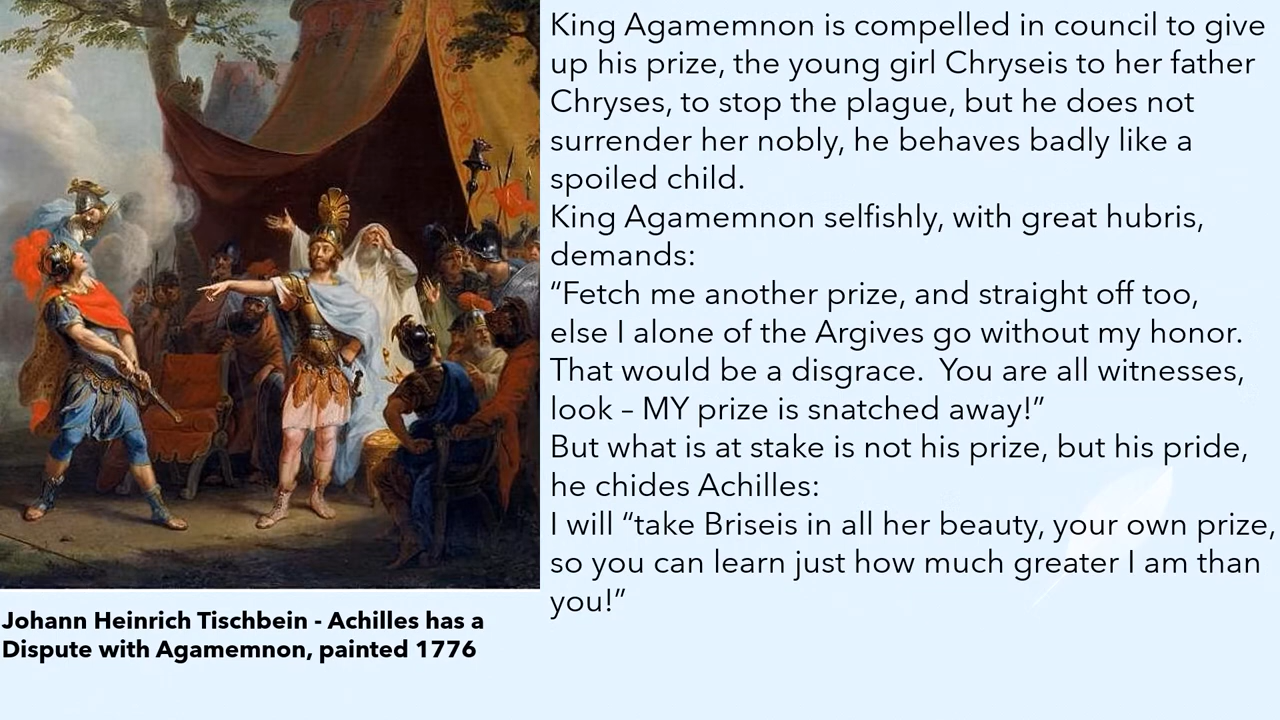 King Agamemnon is compelled in council to give
up his prize, the young girl Chryseis to her father
Chryses, to stop the plague, but he does not
surrender her nobly, he behaves badly like a
spoiled child.
King Agamemnon selfishly, with great hubris,
demands:
“Fetch me another prize, and straight off too,
else I alone of the Argives go without my honor.
That would be a disgrace.  You are all witnesses,
look – MY prize is snatched away!”
But what is at stake is not his prize, but his pride,
he chides Achilles:
I will “take Briseis in all her beauty, your own prize,
so you can learn just how much greater I am than
you!”
Johann Heinrich Tischbein - Achilles has a
Dispute with Agamemnon, painted 1776